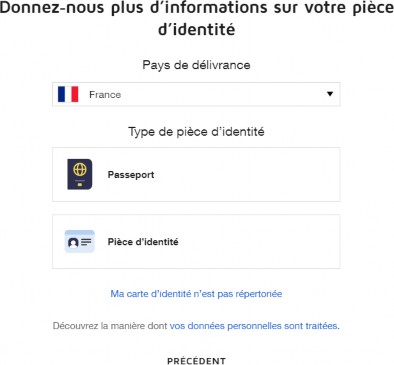 Donnez-nous plus d'informations sur votre pièce
d'identité
Pays de délivrance
France
Type de pièce d'identité
Passeport
Pièce d'identité
Ma carte d'identité n'est pas répertoriée
Découvrez la manière dont vos données personnelles sont traitées.
PRÉCÉDENT